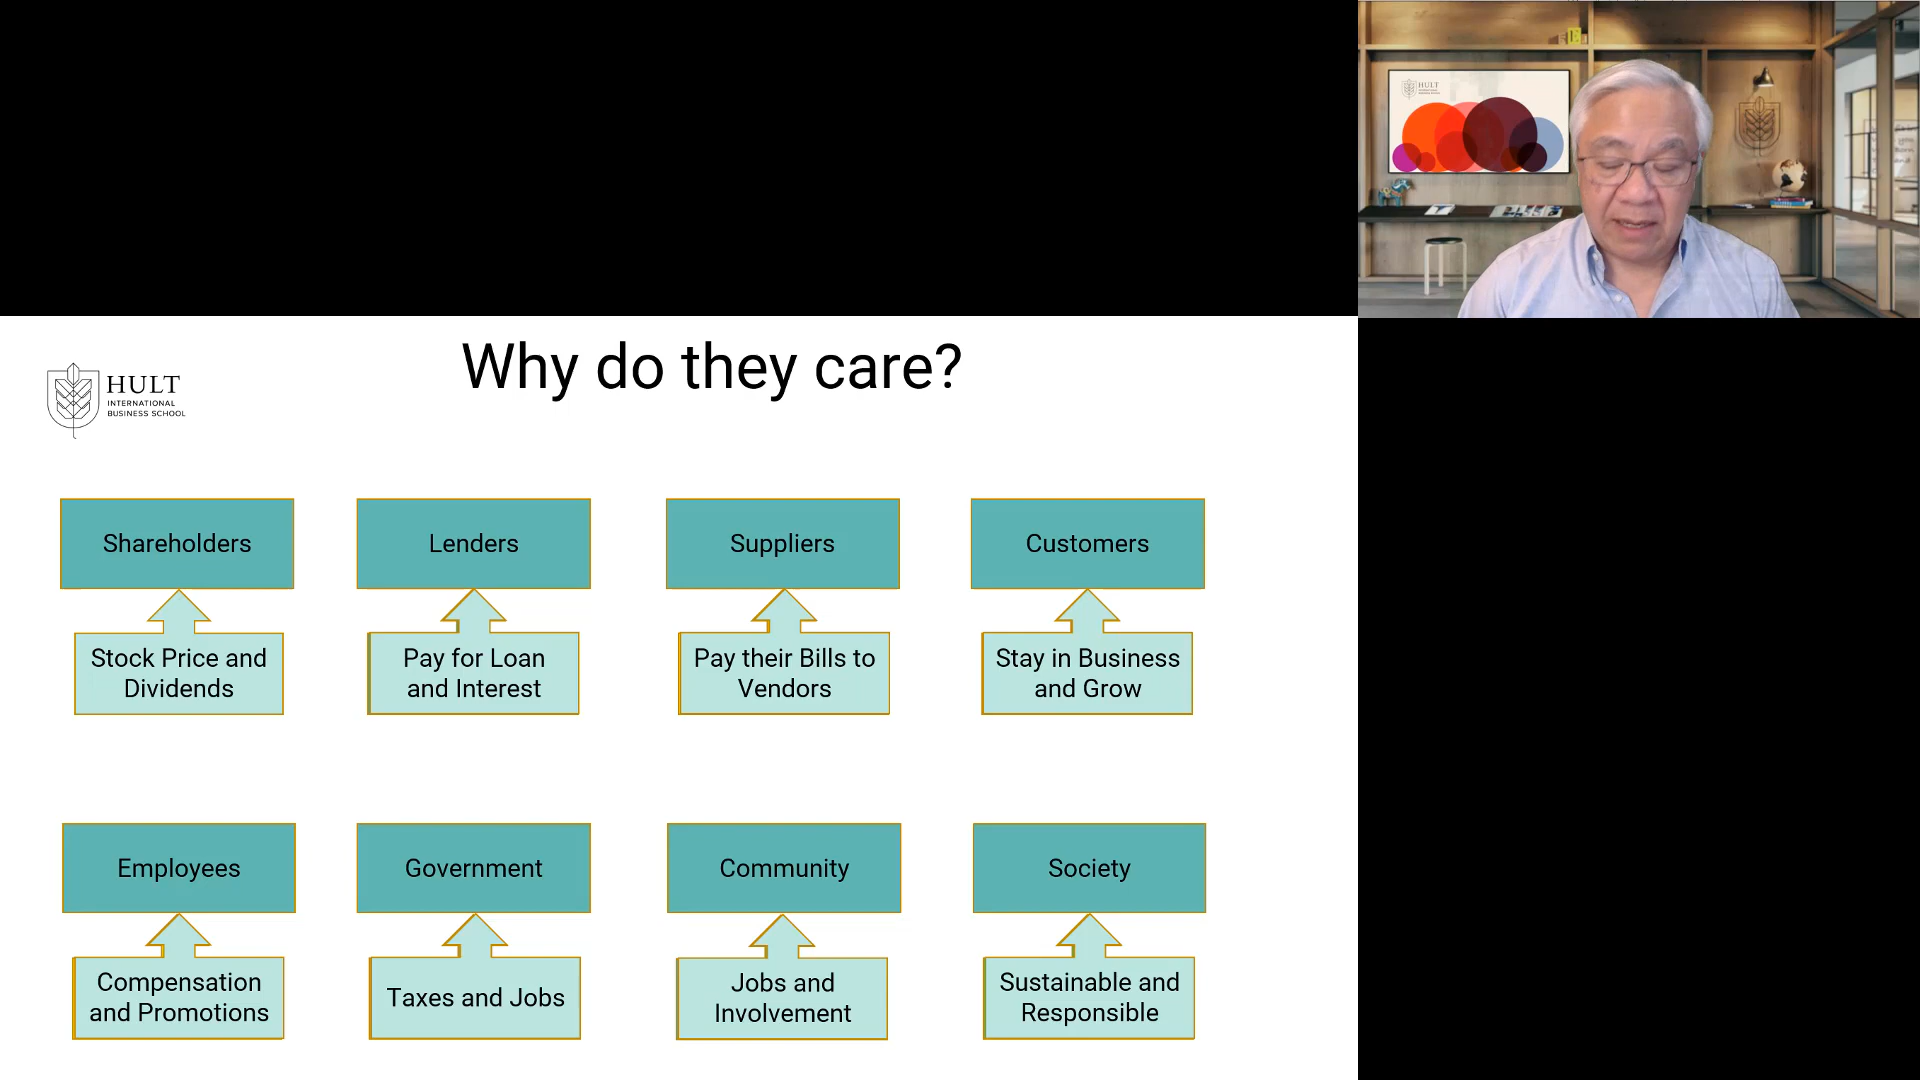 HULT
Why do they care?
HULT
INTERNATIONAL
BUSINESS SCHOOL
Shareholders
Lenders
Suppliers
Customers
Stock Price and
Dividends
Pay for Loan
and Interest
Pay their Bills to
Vendors
Stay in Business
and Grow
Employees
Government
Community
Society
Compensation
and Promotions
Taxes and Jobs
Jobs and
Involvement
Sustainable and
Responsible